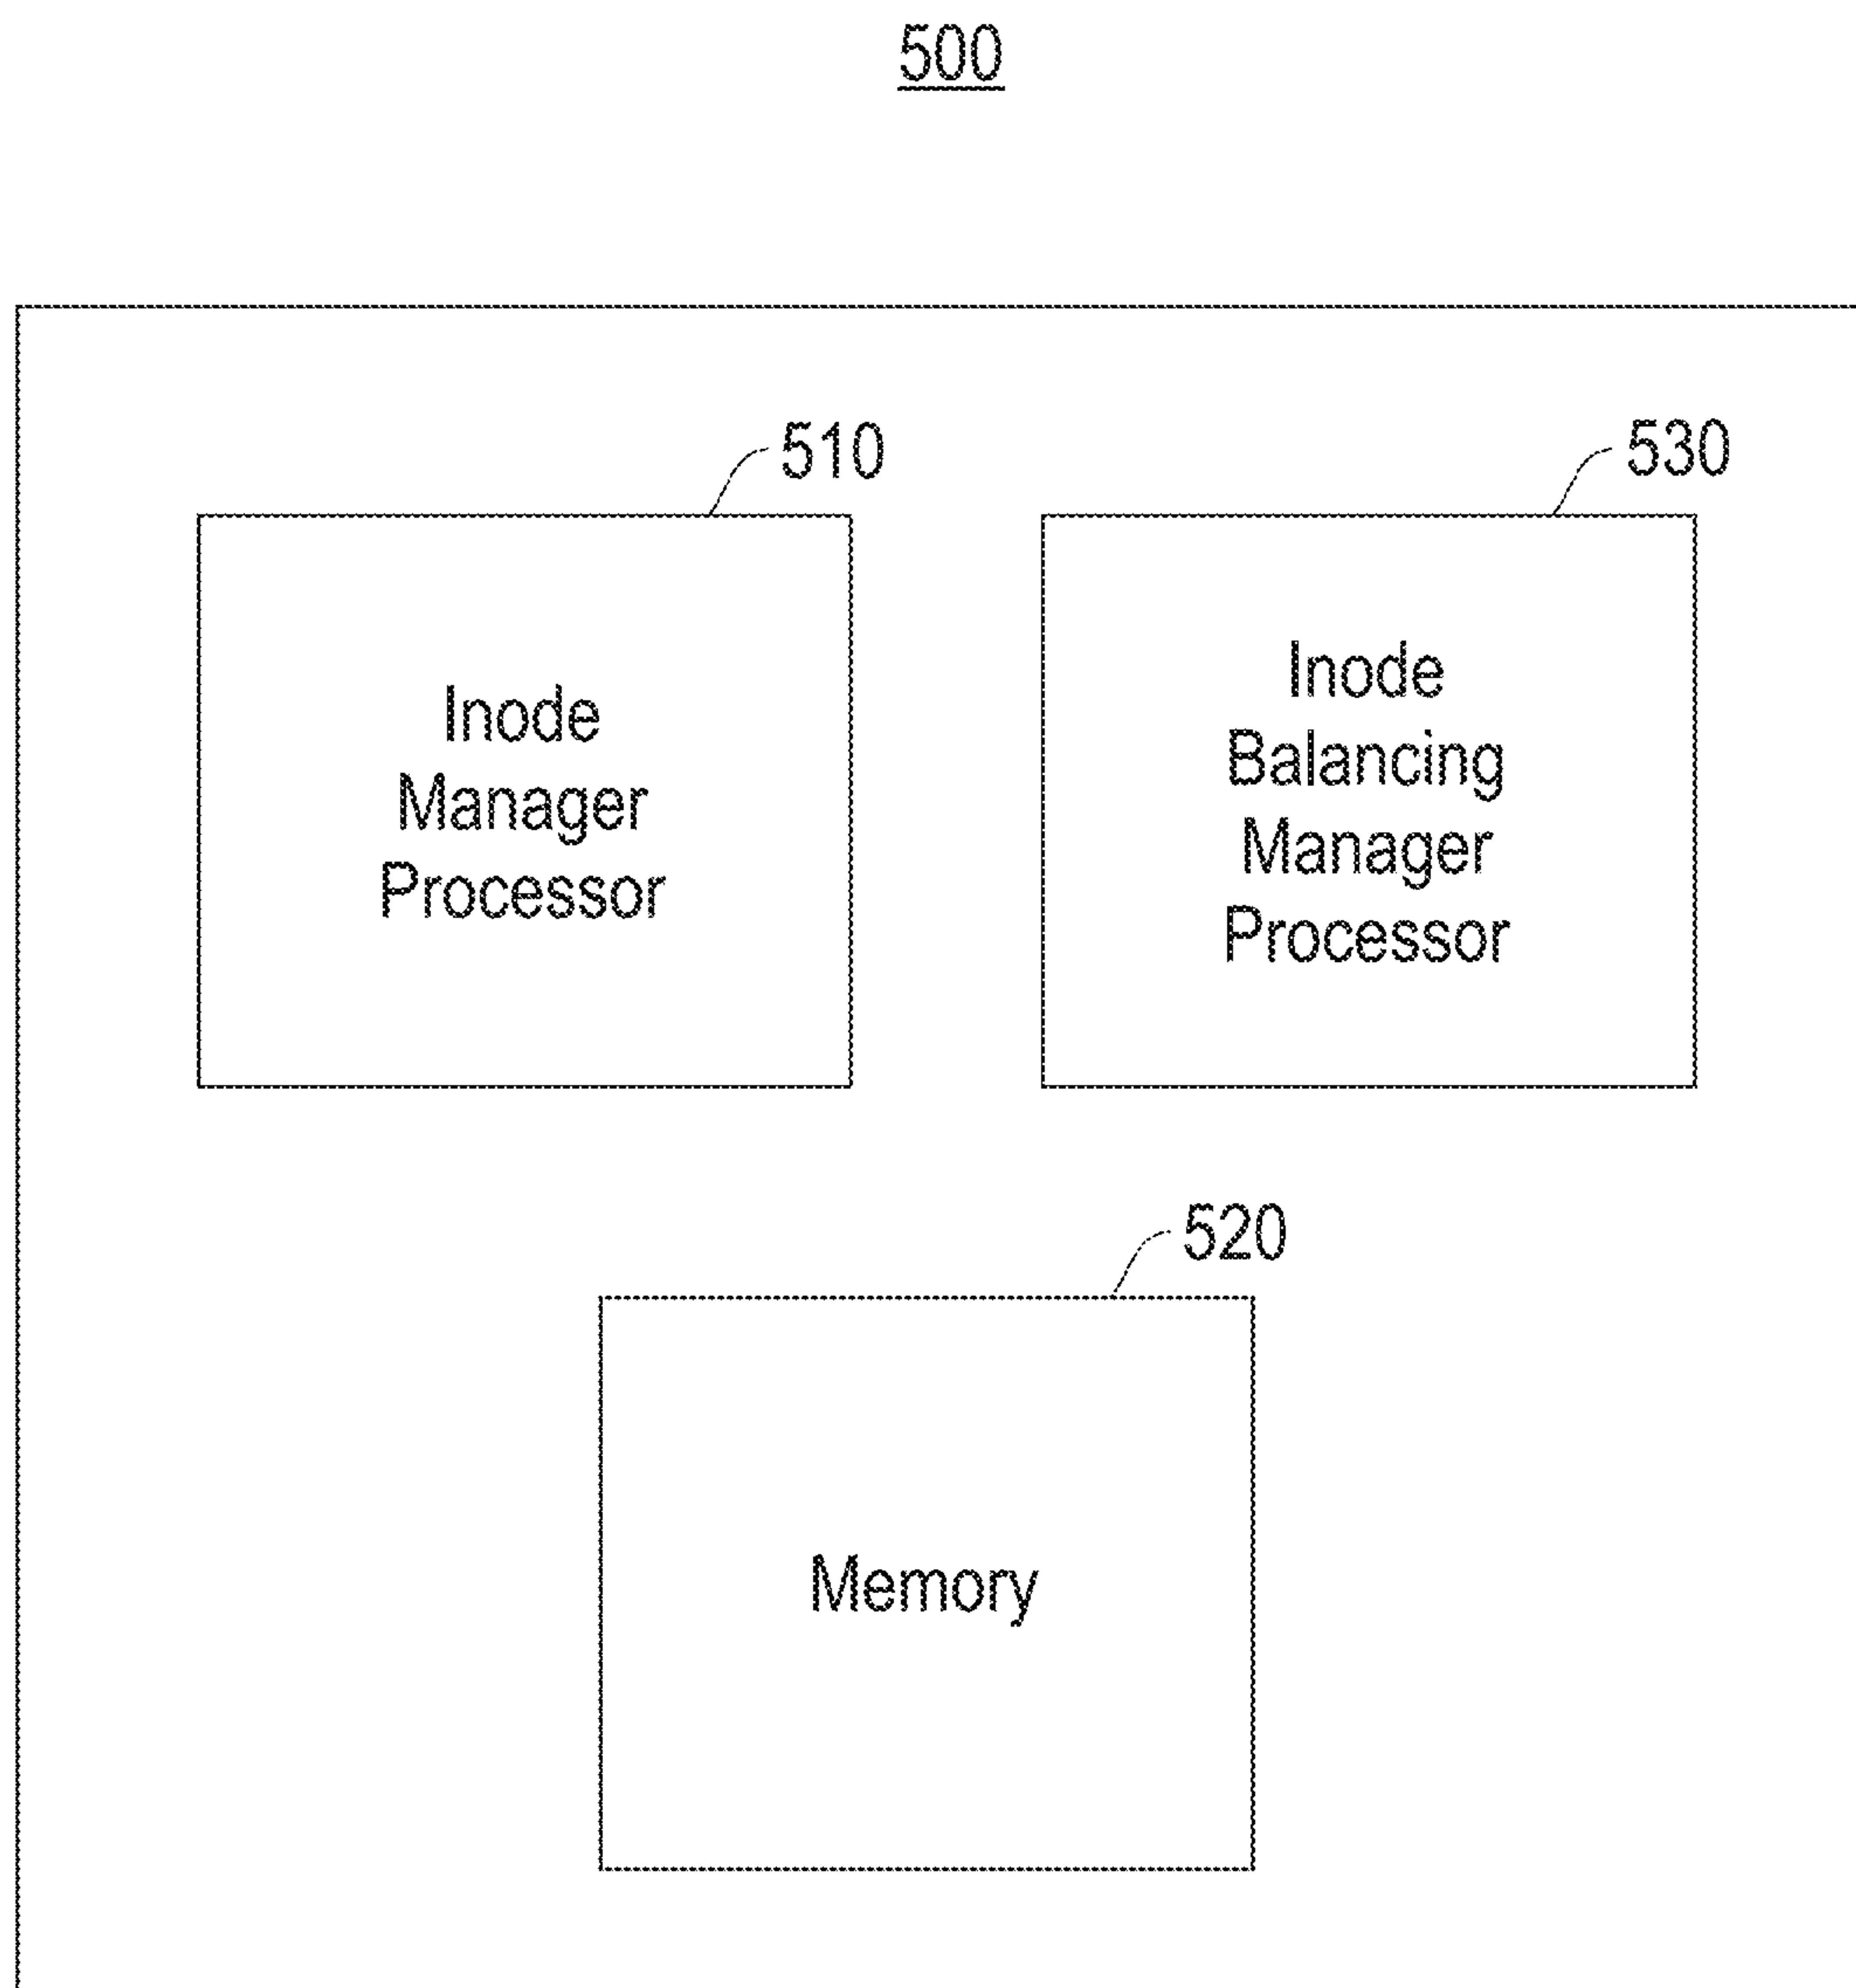 500
510
530
Inode
Manager
Processor
Inode
Balancing
Manager
Processor
520
Memory